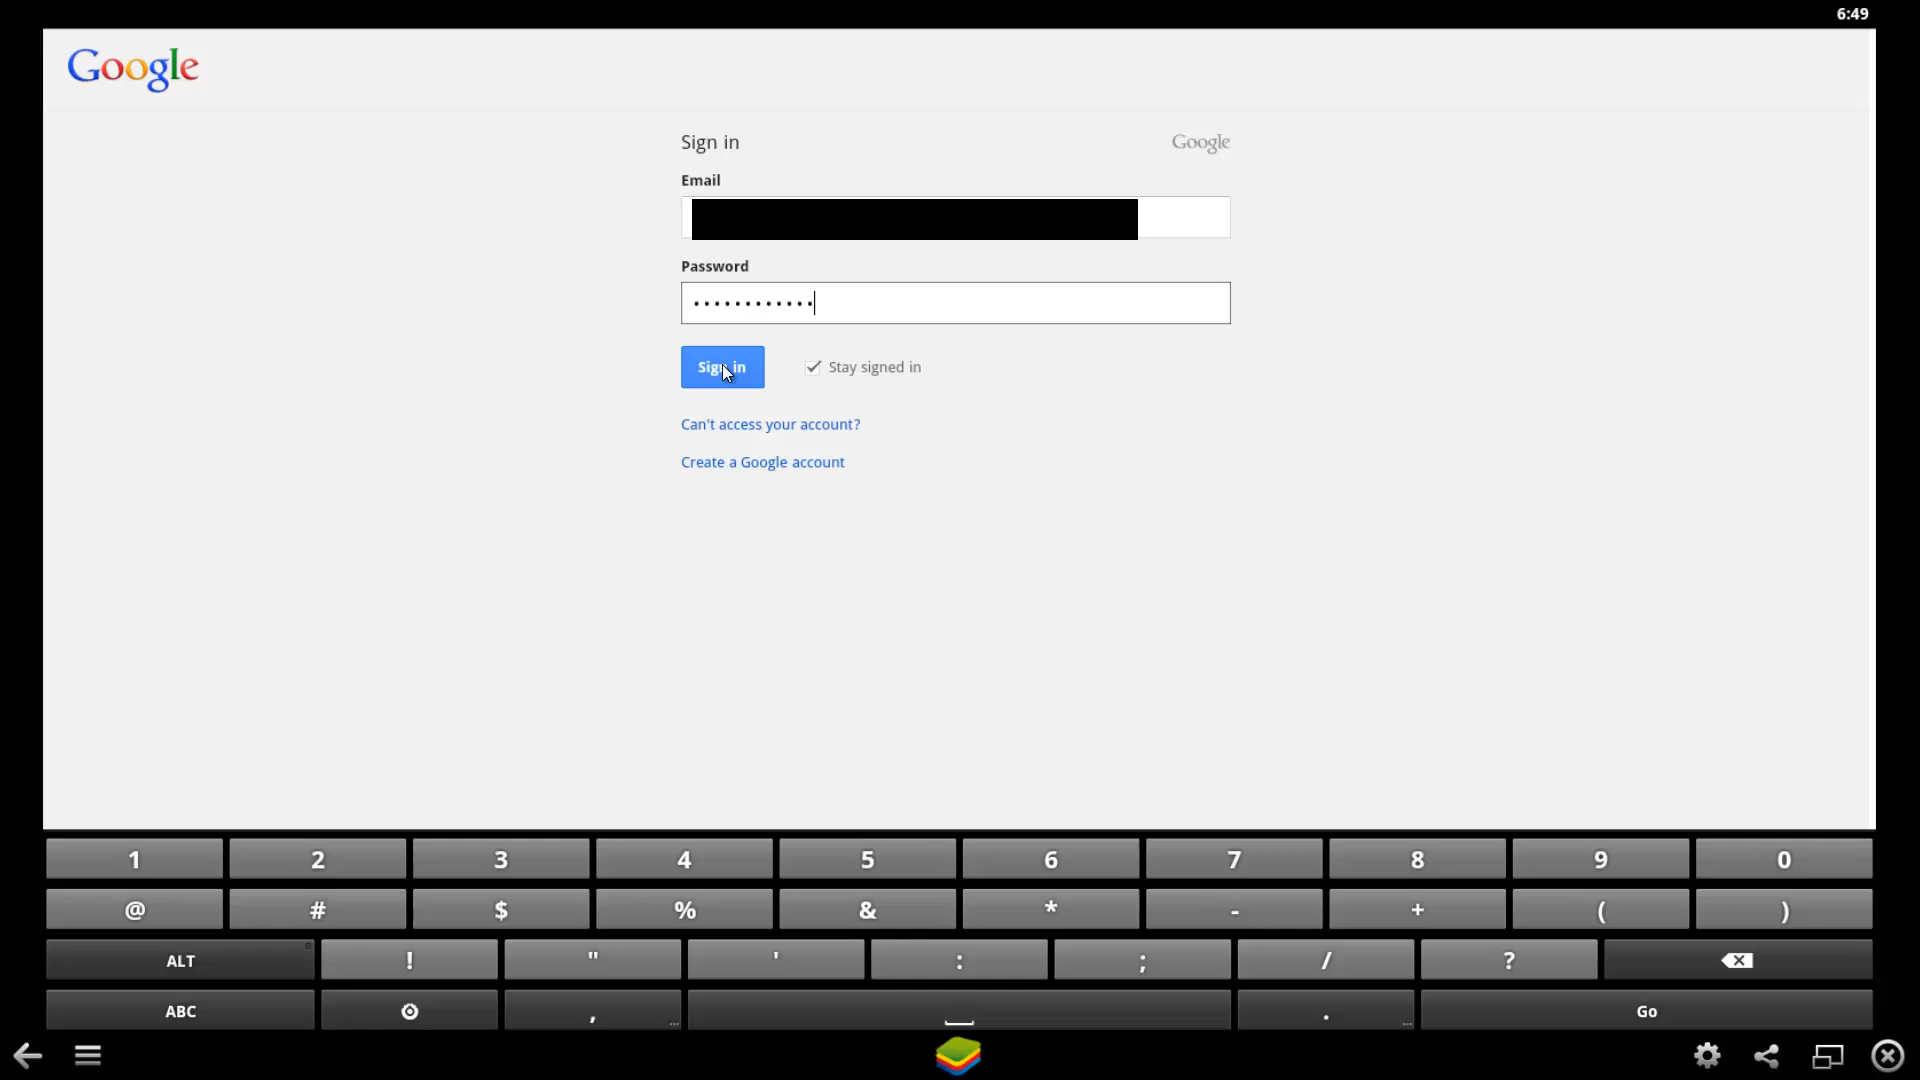 6:49
Google
Sign in
Google
Email
Password
••••••••••••
Sign in
Stay signed in
Can't access your account?
Create a Google account
1 2 3 4 5 6 7 8 9 0
@ # $ % & * - + ( )
ALT ! " ' : ; / ?
ABC , ... . ... Go